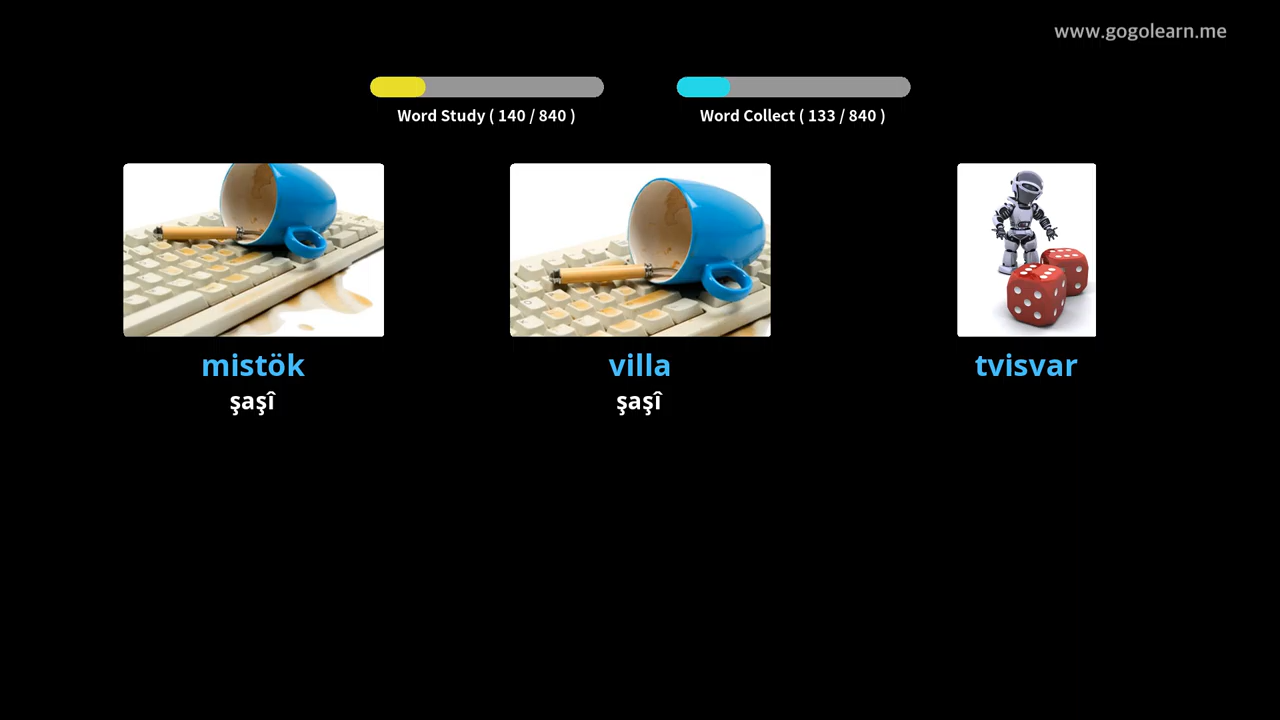 www.gogolearn.me
Word Study ( 140 / 840 )
Word Collect ( 133 / 840 )
mistök
villa
tvisvar
şaşî
şaşî